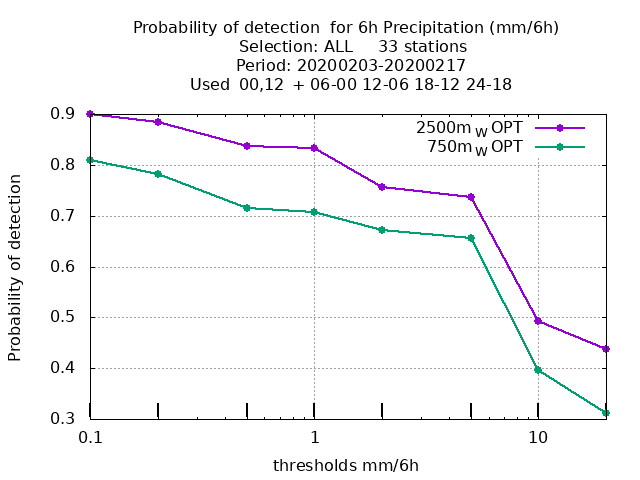 Probability of detection  for 6h Precipitation (mm/6h)
Selection: ALL     33 stations
Period: 20200203-20200217
Used  00,12  + 06-00 12-06 18-12 24-18
2500m_W OPT
750m_W OPT
Probability of detection
0.9
0.8
0.7
0.6
0.5
0.4
0.3
0.1 1 10
thresholds mm/6h